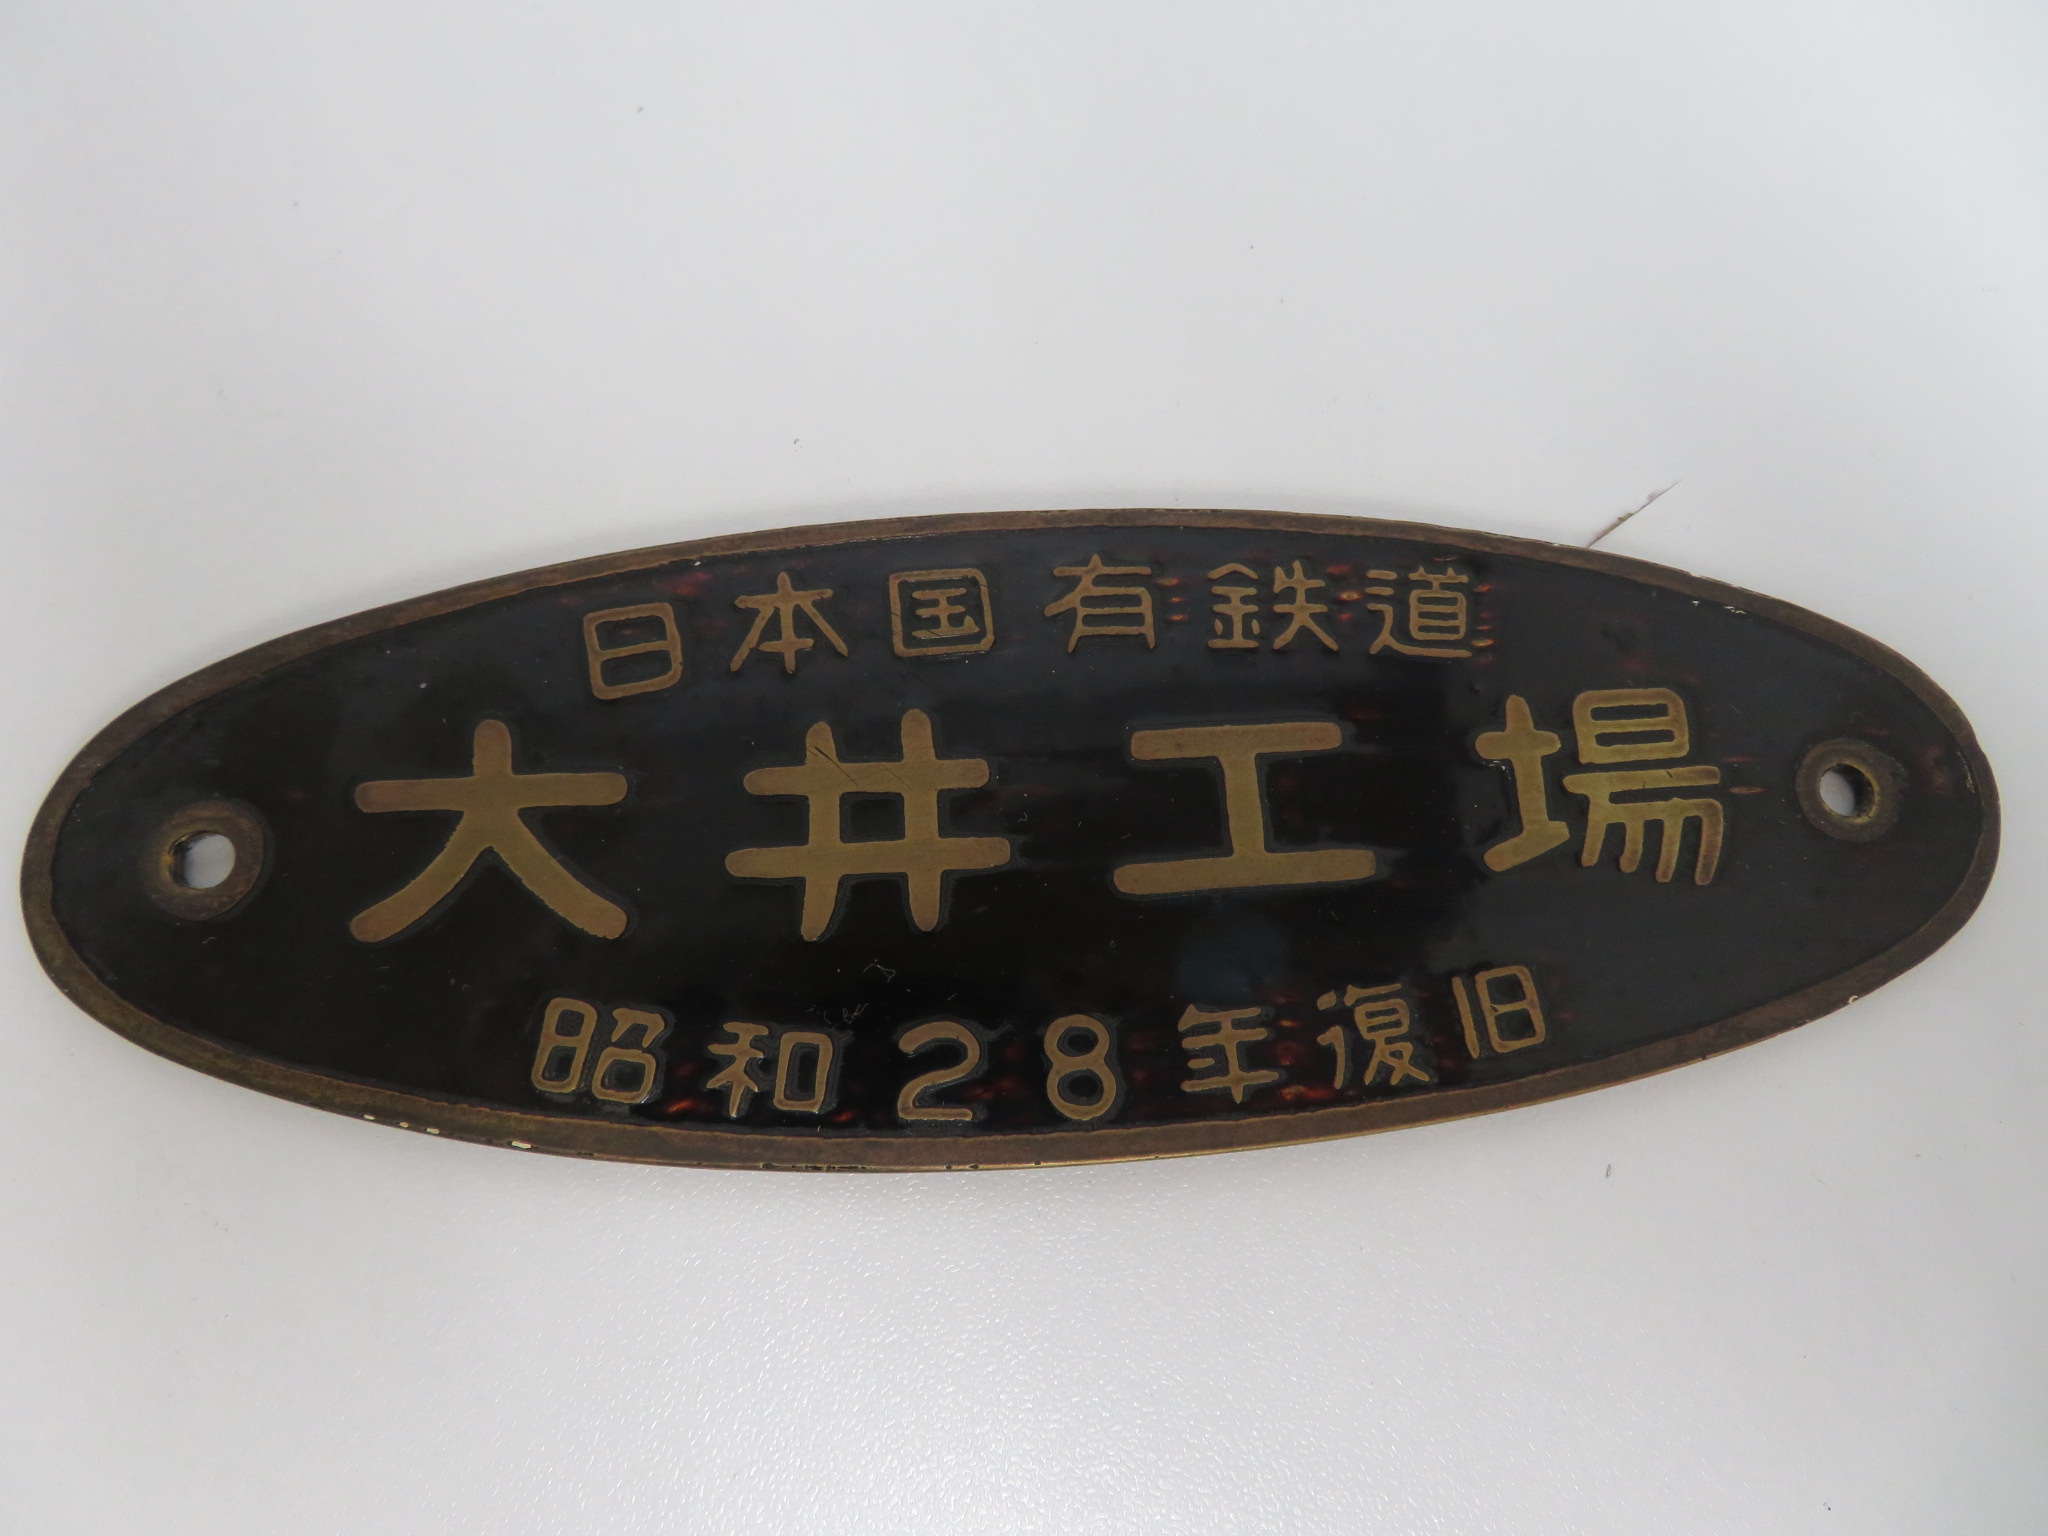 日本国有鉄道
大井工場
昭和28年復旧